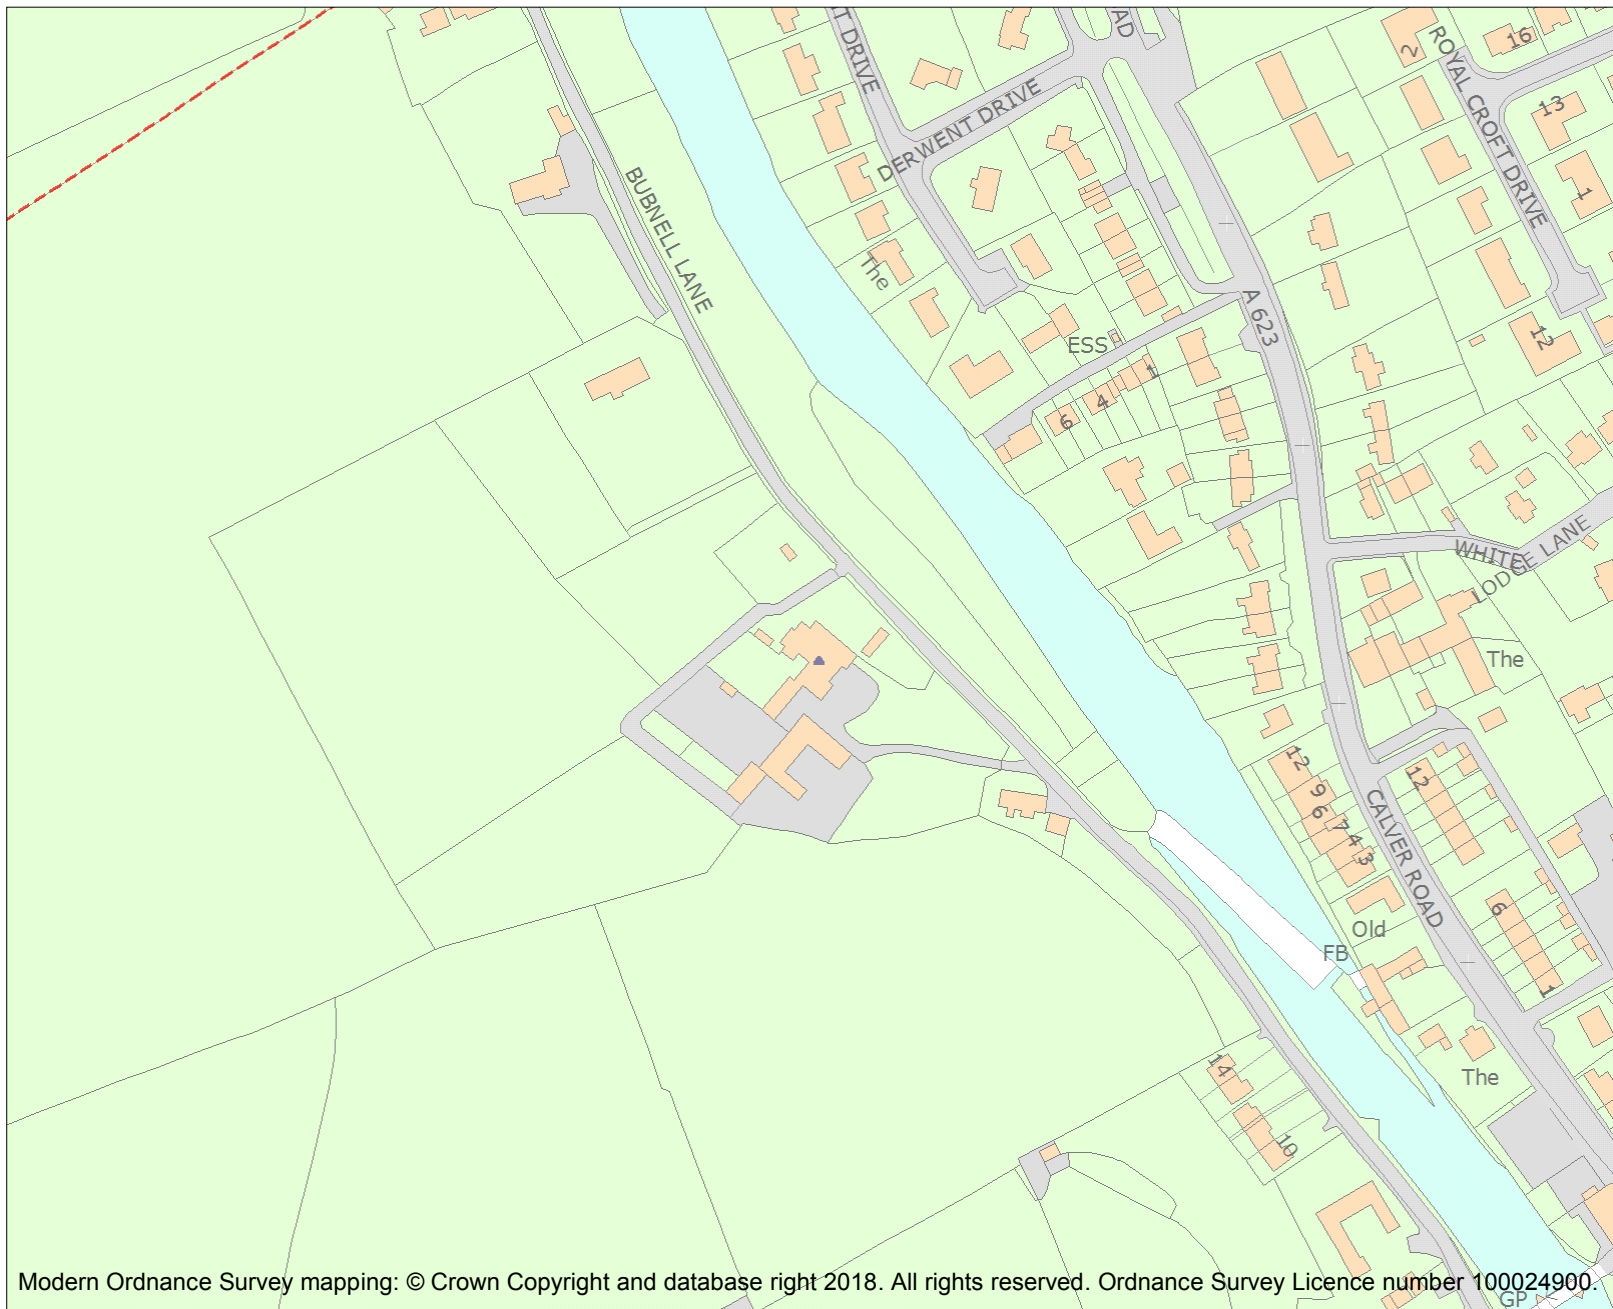 T DRIVE
AD
2
ROYAL CROFT DRIVE
16
13
1
DERWENT DRIVE
BUBNELL LANE
The
A 623
ESS
1
4
6
12
WHITE
LODGE LANE
The
12
9
6
7
4
3
12
CALVER ROAD
6
1
Old
FB
The
14
10
Modern Ordnance Survey mapping: © Crown Copyright and database right 2018. All rights reserved. Ordnance Survey Licence number 100024900.
GP